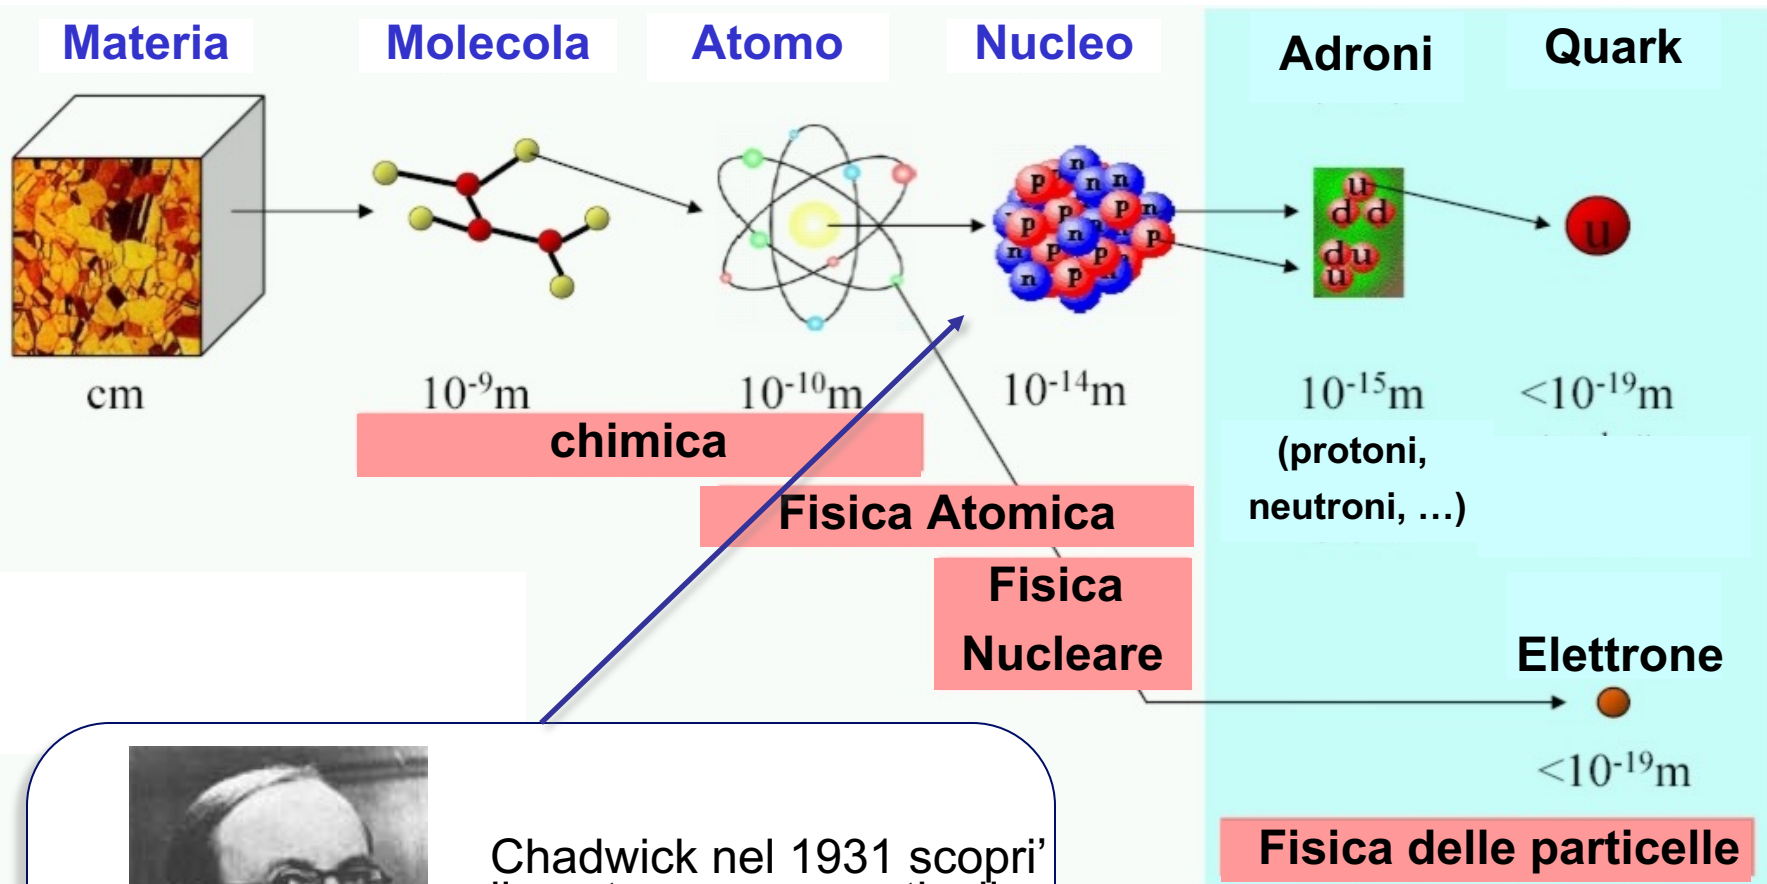 Materia
Molecola
Atomo
Nucleo
Adroni
Quark
p n n n p p n p n p n p p n p n
u
d d
d u
u
u
cm
10⁻⁹m
10⁻¹⁰m
10⁻¹⁴m
10⁻¹⁵m
<10⁻¹⁹m
chimica
(protoni,
neutroni, …)
Fisica Atomica
Fisica
Nucleare
Elettrone
<10⁻¹⁹m
Fisica delle particelle
Chadwick nel 1931 scopri’